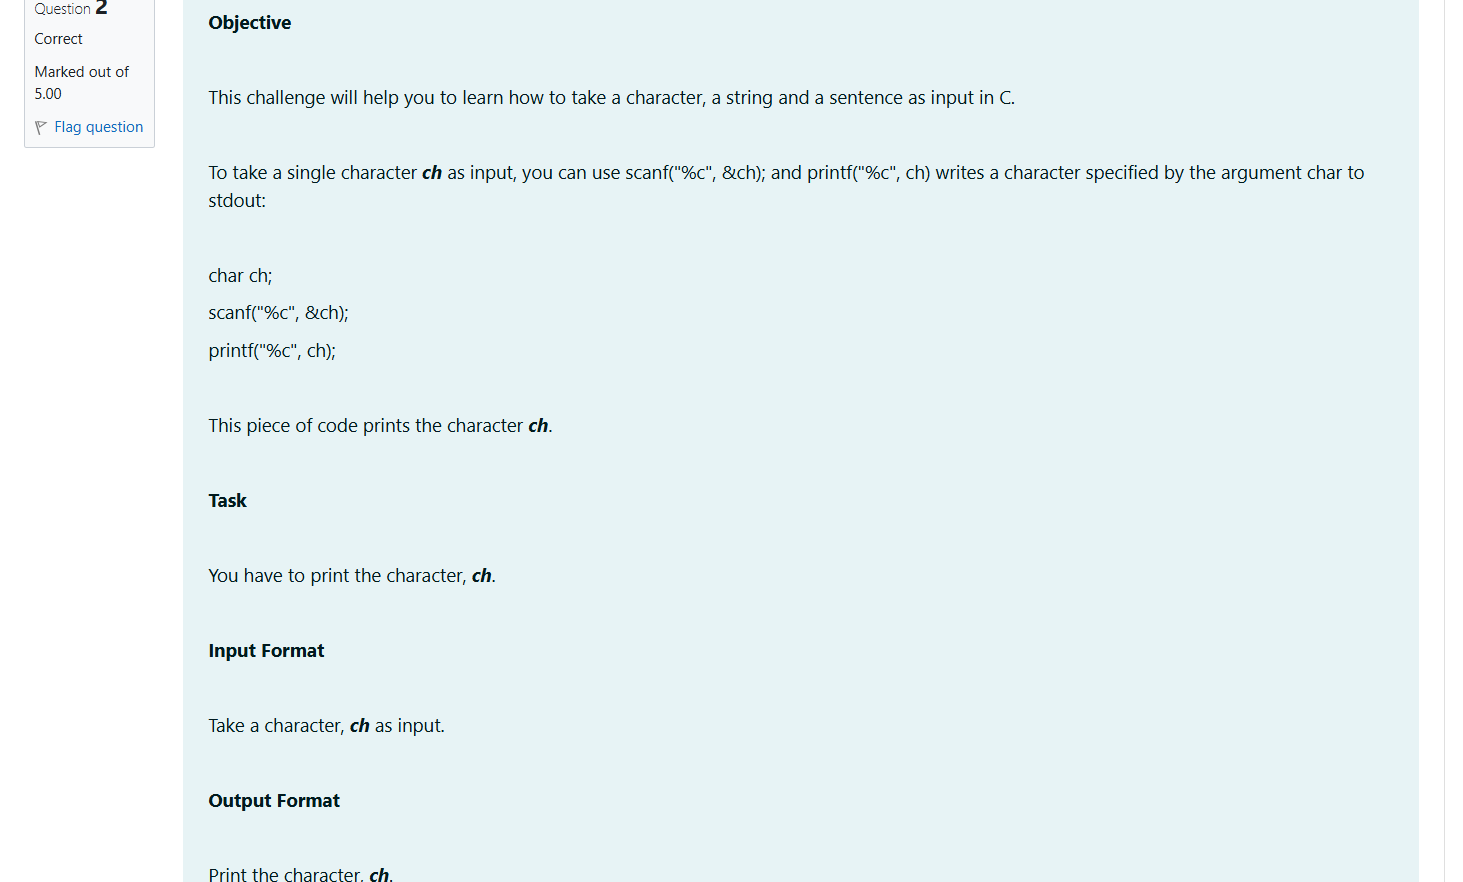 Question 2
Correct
Marked out of
5.00
Flag question
Objective
This challenge will help you to learn how to take a character, a string and a sentence as input in C.
To take a single character ch as input, you can use scanf("%c", &ch); and printf("%c", ch) writes a character specified by the argument char to
stdout:
char ch;
scanf("%c", &ch);
printf("%c", ch);
This piece of code prints the character ch.
Task
You have to print the character, ch.
Input Format
Take a character, ch as input.
Output Format
Print the character, ch.